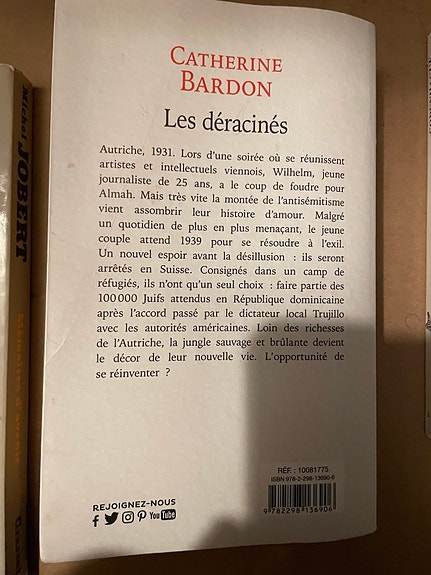 CATHERINE
BARDON
Les déracinés
Autriche, 1931. Lors d'une soirée où se réunissent
artistes et intellectuels viennois, Wilhelm, jeune
journaliste de 25 ans, a le coup de foudre pour
Almah. Mais très vite la montée de l'antisémitisme
vient assombrir leur histoire d'amour. Malgré
un quotidien de plus en plus menaçant, le jeune
couple attend 1939 pour se résoudre à l'exil.
Un nouvel espoir avant la désillusion : ils seront
arrêtés en Suisse. Consignés dans un camp de
réfugiés, ils n'ont qu'un seul choix : faire partie des
100 000 Juifs attendus en République dominicaine
après l'accord passé par le dictateur local Trujillo
avec les autorités américaines. Loin des richesses
de l'Autriche, la jungle sauvage et brûlante devient
le décor de leur nouvelle vie. L'opportunité de
se réinventer ?
RÉF. : 10081775
ISBN 978-2-298-13690-6
9 782298 136906
REJOIGNEZ-NOUS
YouTube
Michel JOBERT
Mémoires d'avenir